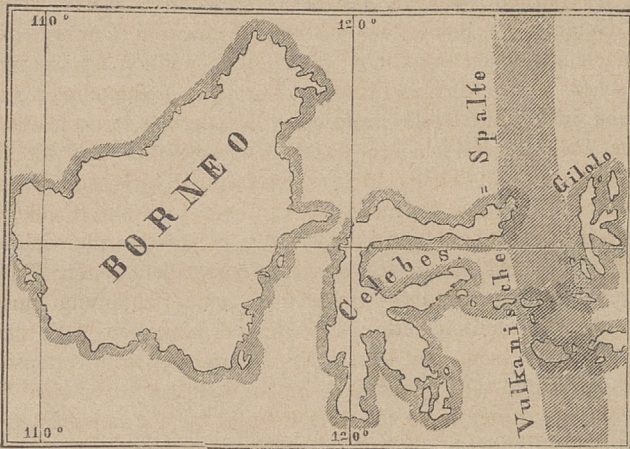 110°
120°
BORNEO
Celebes.
Vulkanische = Spalte
Gilolo
110°
120°